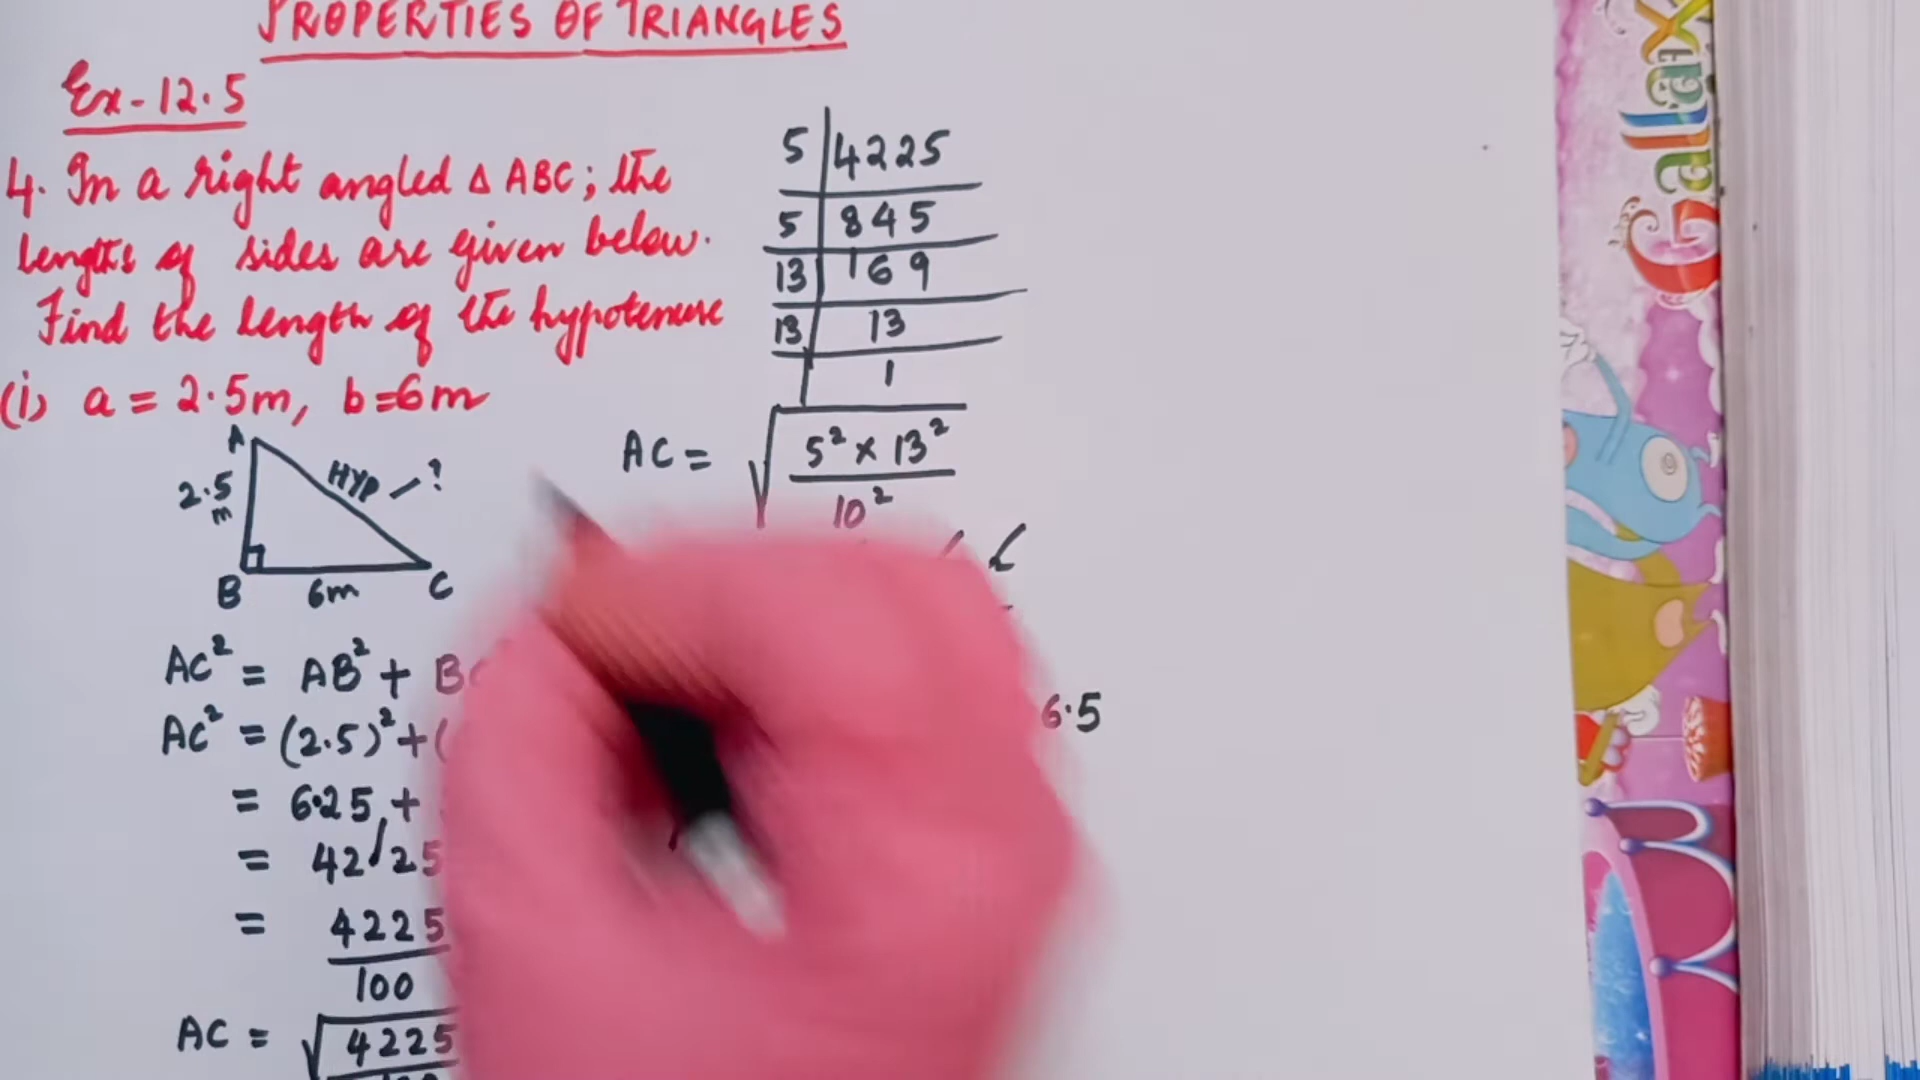 PROPERTIES OF TRIANGLES
Ex-12.5
4. In a right angled Δ ABC; the
lengths of sides are given below.
Find the length of the hypotenuse
(i) a = 2.5m, b=6m
A
HYP - ?
2.5
m
B
6m
C
AC² = AB² +
AC² = (2.5)² + (
= 6.25 +
= 42.25
= 4225
100
AC = √4225
5 4225
5 845
13 169
13 13
1
AC = √5² × 13²
10²
6.5
Gallax